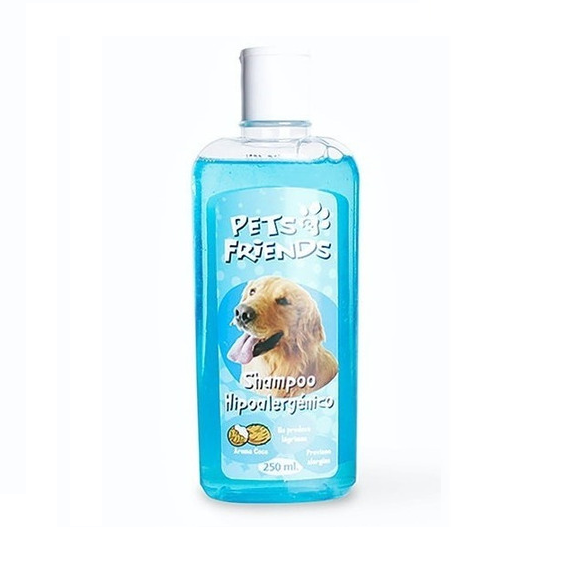 PETS &
FRIENDS
Shampoo
Hipoalergénico
No produce
lágrimas
Aroma Coco
Previene
alergias
250 ml.